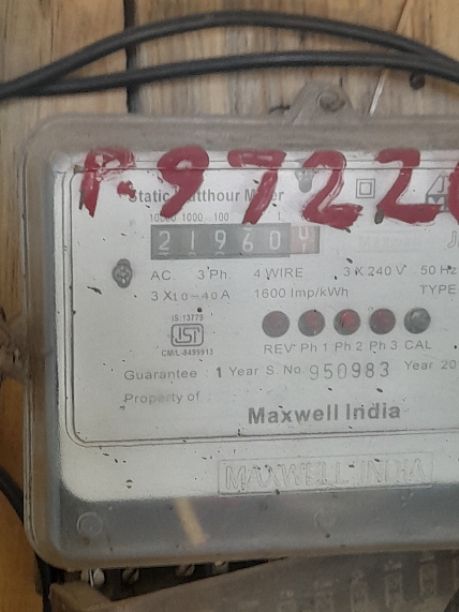 P.97226
Static Watthour Meter
10000 1000 100 1
219604
AC. 3 Ph. 4 WIRE 3 X 240 V 50 Hz
3 X 10-40 A 1600 Imp/kWh TYPE
IS:13779
ISI
CM/L-8499913
REV Ph 1 Ph 2 Ph 3 CAL
Guarantee : 1 Year S. No. 950983 Year 20
Property of
Maxwell India
MAXWELL INDIA